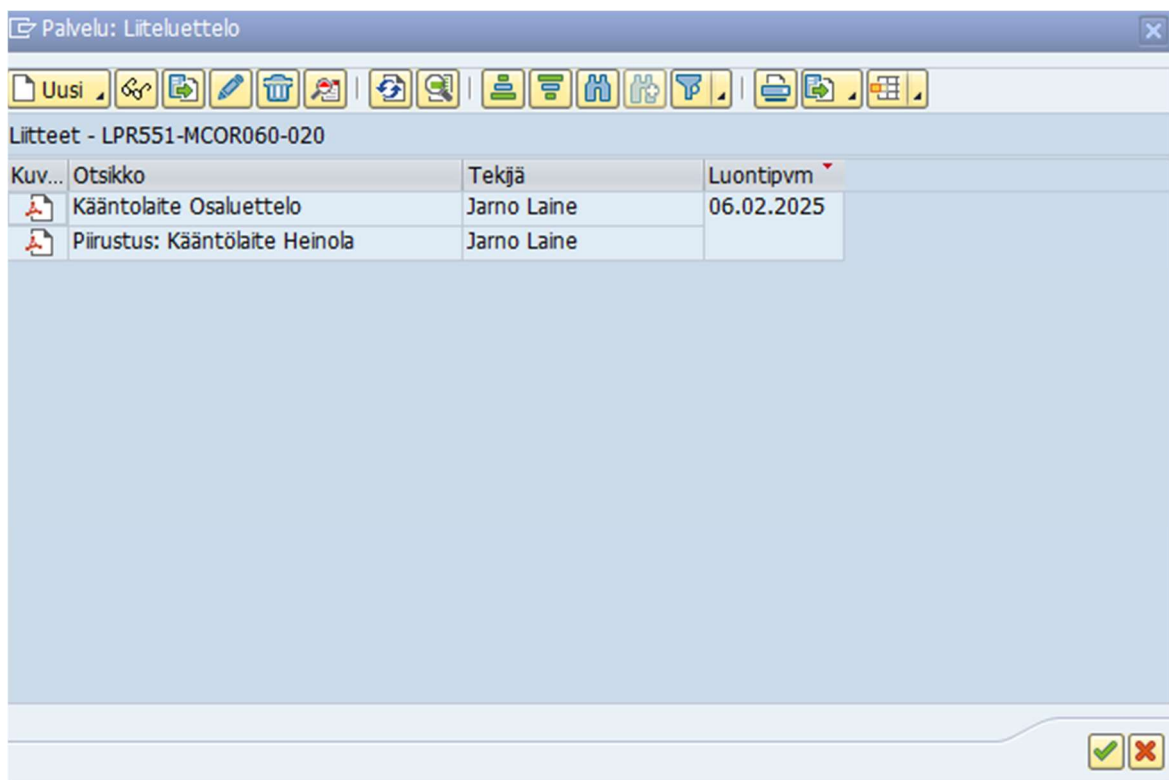 Palvelu: Liiteluettelo
Uusi
Liitteet - LPR551-MCOR060-020
Kuv... Otsikko Tekijä Luontipvm
Kääntolaite Osaluettelo Jarno Laine 06.02.2025
Piirustus: Kääntölaite Heinola Jarno Laine